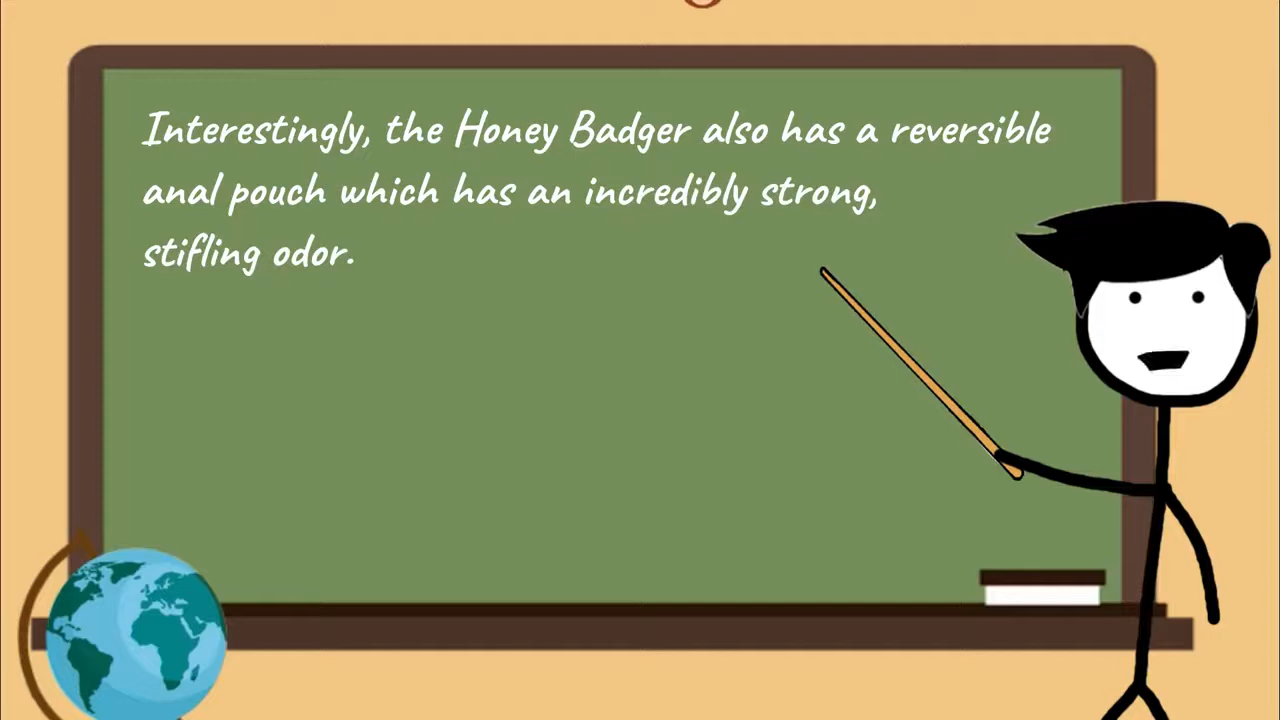 Interestingly, the Honey Badger also has a reversible
anal pouch which has an incredibly strong,
stifling odor.